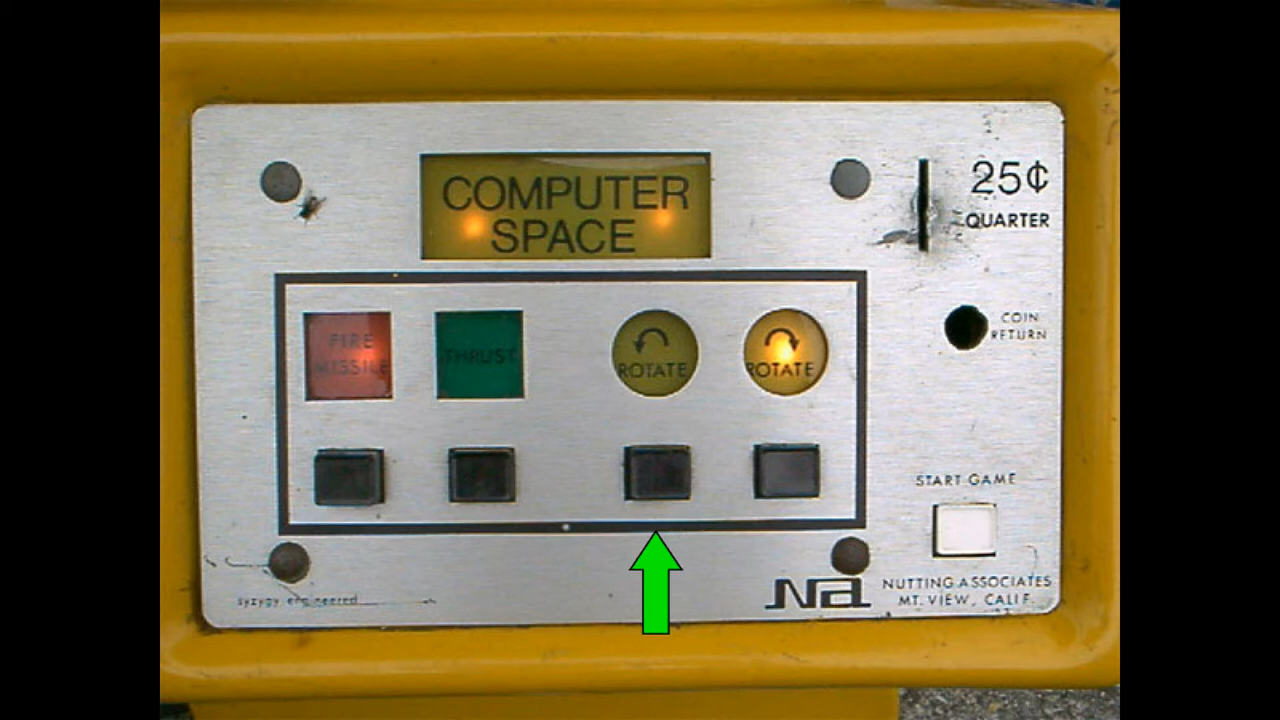 COMPUTER
SPACE
25¢
QUARTER
COIN
RETURN
FIRE
MISSILE
THRUST
ROTATE
ROTATE
START GAME
syzygy engineered
Na
NUTTING ASSOCIATES
MT. VIEW, CALIF.